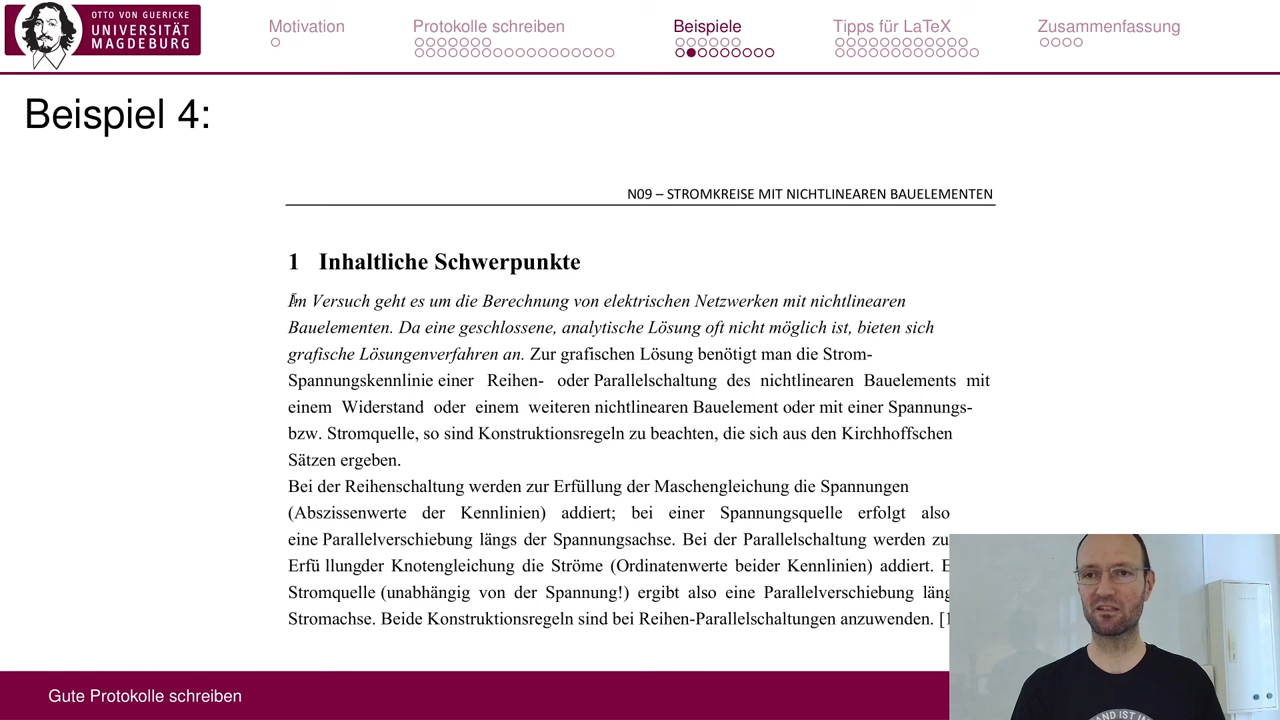 OTTO VON GUERICKE
UNIVERSITÄT
MAGDEBURG
Motivation
Protokolle schreiben
Beispiele
Tipps für LaTeX
Zusammenfassung
Beispiel 4:
N09 – STROMKREISE MIT NICHTLINEAREN BAUELEMENTEN
1 Inhaltliche Schwerpunkte
Im Versuch geht es um die Berechnung von elektrischen Netzwerken mit nichtlinearen
Bauelementen. Da eine geschlossene, analytische Lösung oft nicht möglich ist, bieten sich
grafische Lösungenverfahren an. Zur grafischen Lösung benötigt man die Strom-
Spannungskennlinie einer Reihen- oder Parallelschaltung des nichtlinearen Bauelements mit
einem Widerstand oder einem weiteren nichtlinearen Bauelement oder mit einer Spannungs-
bzw. Stromquelle, so sind Konstruktionsregeln zu beachten, die sich aus den Kirchhoffschen
Sätzen ergeben.
Bei der Reihenschaltung werden zur Erfüllung der Maschengleichung die Spannungen
(Abszissenwerte der Kennlinien) addiert; bei einer Spannungsquelle erfolgt also
eine Parallelverschiebung längs der Spannungsachse. Bei der Parallelschaltung werden zu
Erfü llungder Knotengleichung die Ströme (Ordinatenwerte beider Kennlinien) addiert.
Stromquelle (unabhängig von der Spannung!) ergibt also eine Parallelverschiebung
Stromachse. Beide Konstruktionsregeln sind bei Reihen-Parallelschaltungen anzuwenden.
Gute Protokolle schreiben